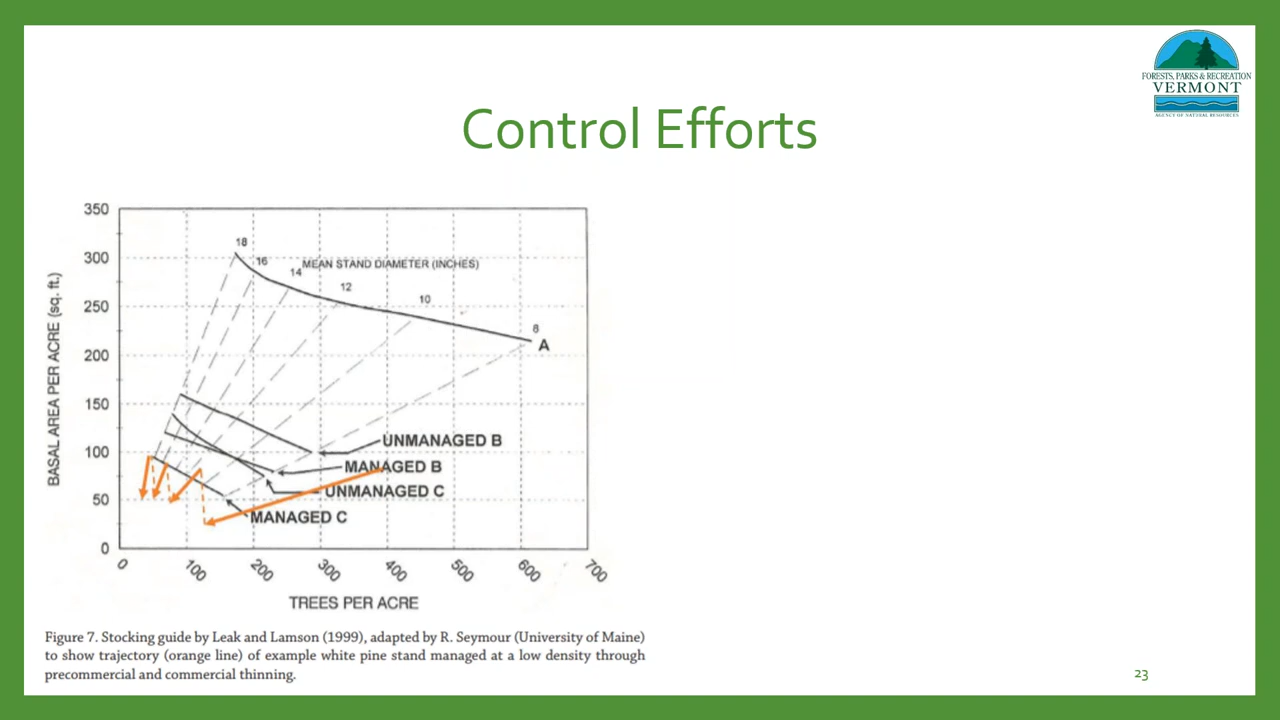 FORESTS, PARKS & RECREATION
VERMONT
AGENCY OF NATURAL RESOURCES
Control Efforts
350
300
250
200
150
100
50
0
BASAL AREA PER ACRE (sq. ft.)
18
16
14
MEAN STAND DIAMETER (INCHES)
12
10
8
A
UNMANAGED B
MANAGED B
UNMANAGED C
MANAGED C
0 100 200 300 400 500 600 700
TREES PER ACRE
Figure 7. Stocking guide by Leak and Lamson (1999), adapted by R. Seymour (University of Maine)
to show trajectory (orange line) of example white pine stand managed at a low density through
precommercial and commercial thinning.
23